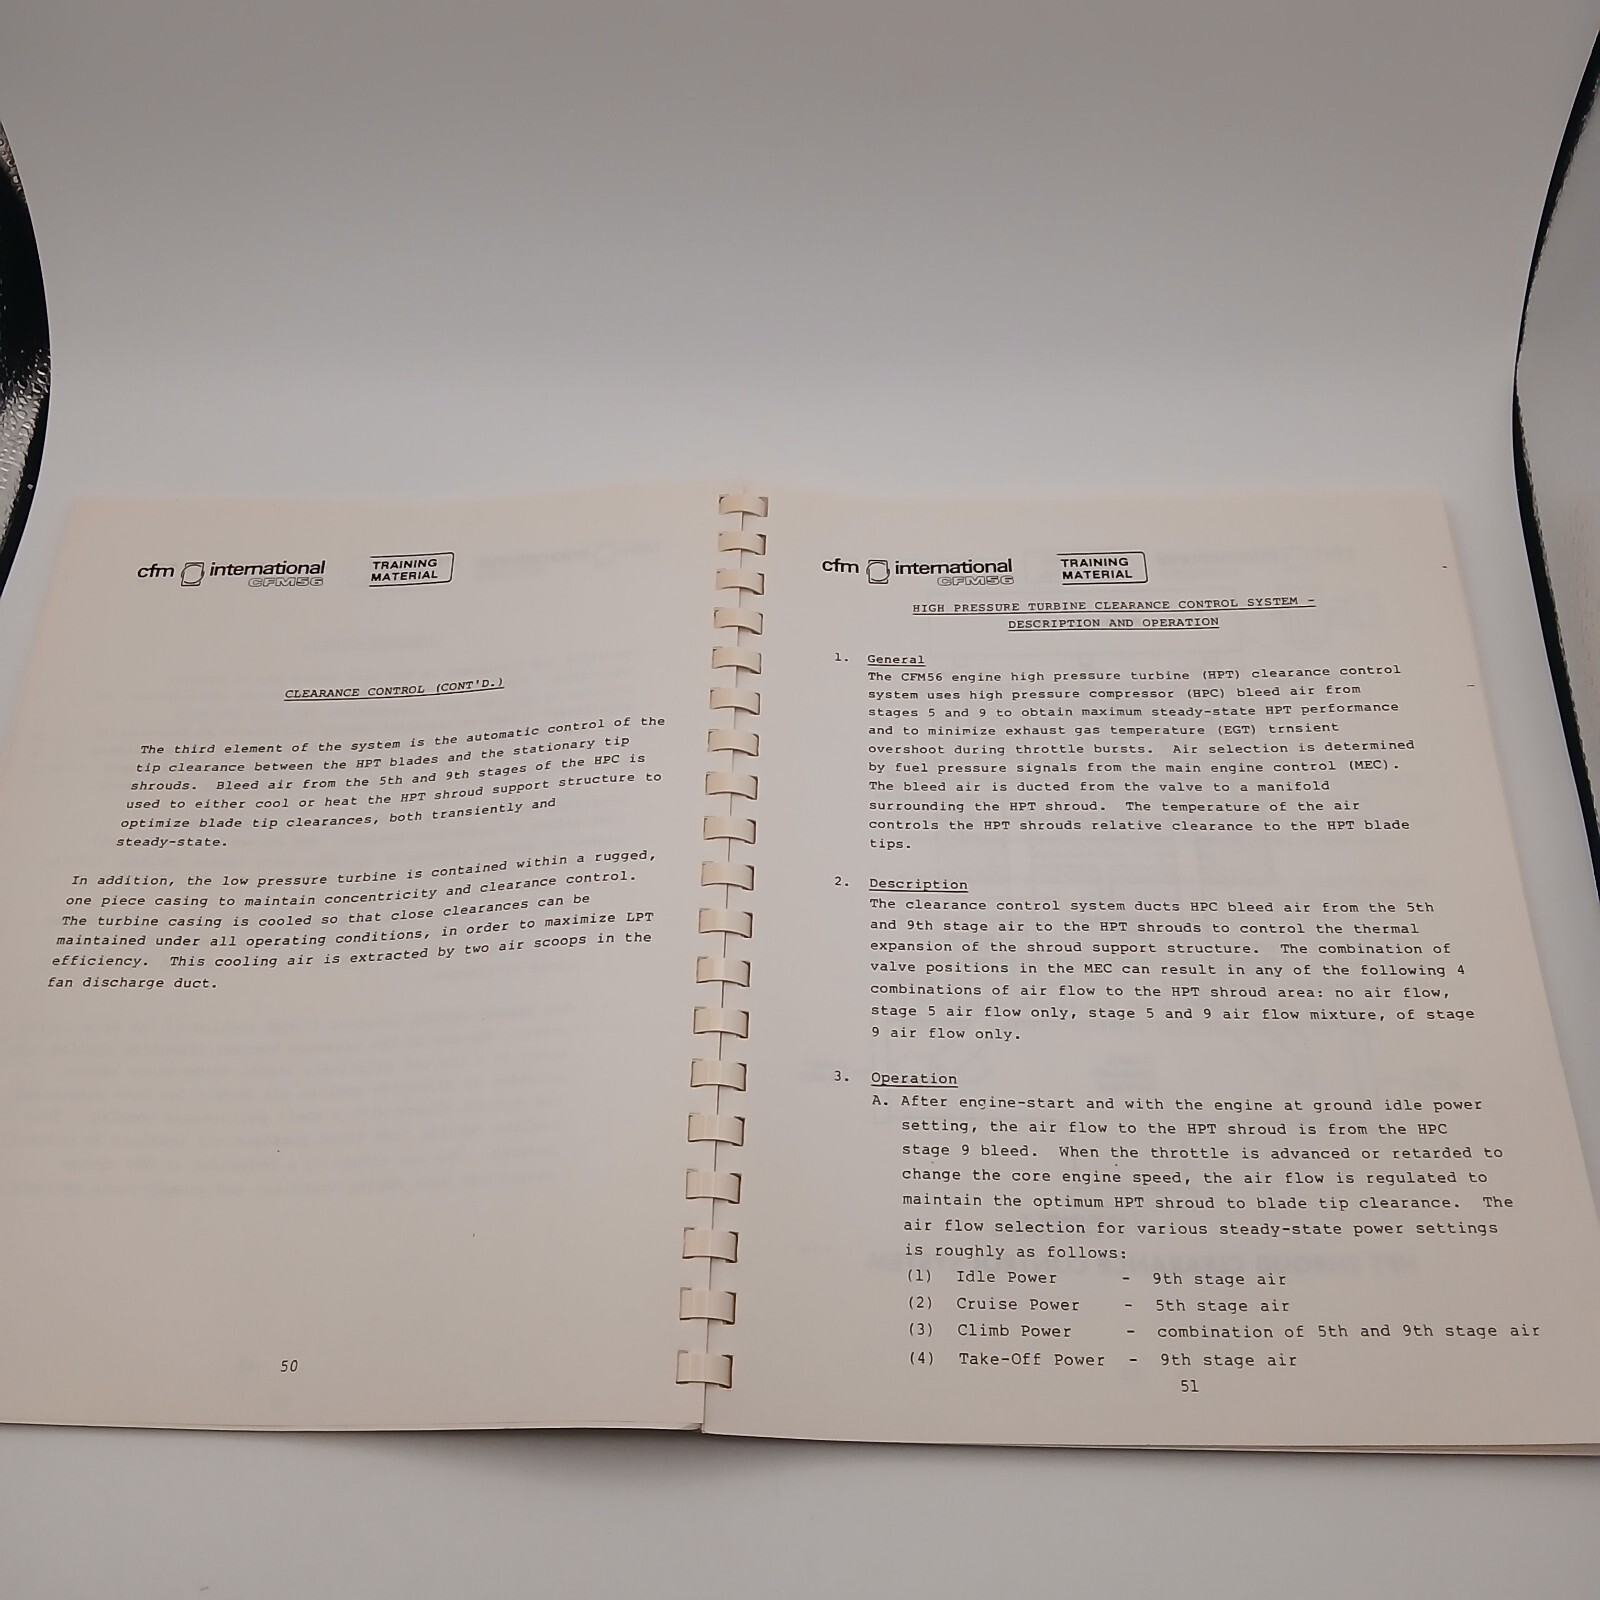 cfm international
CFM56
TRAINING
MATERIAL
CLEARANCE CONTROL (CONT'D.)
The third element of the system is the automatic control of the
tip clearance between the HPT blades and the stationary tip
shrouds. Bleed air from the 5th and 9th stages of the HPC is
used to either cool or heat the HPT shroud support structure to
optimize blade tip clearances, both transiently and
steady-state.
In addition, the low pressure turbine is contained within a rugged,
one piece casing to maintain concentricity and clearance control.
The turbine casing is cooled so that close clearances can be
maintained under all operating conditions, in order to maximize LPT
efficiency. This cooling air is extracted by two air scoops in the
fan discharge duct.
50
cfm international
CFM56
TRAINING
MATERIAL
HIGH PRESSURE TURBINE CLEARANCE CONTROL SYSTEM -
DESCRIPTION AND OPERATION
1. General
The CFM56 engine high pressure turbine (HPT) clearance control
system uses high pressure compressor (HPC) bleed air from
stages 5 and 9 to obtain maximum steady-state HPT performance
and to minimize exhaust gas temperature (EGT) trnsient
overshoot during throttle bursts. Air selection is determined
by fuel pressure signals from the main engine control (MEC).
The bleed air is ducted from the valve to a manifold
surrounding the HPT shroud. The temperature of the air
controls the HPT shrouds relative clearance to the HPT blade
tips.
2. Description
The clearance control system ducts HPC bleed air from the 5th
and 9th stage air to the HPT shrouds to control the thermal
expansion of the shroud support structure. The combination of
valve positions in the MEC can result in any of the following 4
combinations of air flow to the HPT shroud area: no air flow,
stage 5 air flow only, stage 5 and 9 air flow mixture, of stage
9 air flow only.
3. Operation
A. After engine-start and with the engine at ground idle power
setting, the air flow to the HPT shroud is from the HPC
stage 9 bleed. When the throttle is advanced or retarded to
change the core engine speed, the air flow is regulated to
maintain the optimum HPT shroud to blade tip clearance. The
air flow selection for various steady-state power settings
is roughly as follows:
(1) Idle Power - 9th stage air
(2) Cruise Power - 5th stage air
(3) Climb Power - combination of 5th and 9th stage air
(4) Take-Off Power - 9th stage air
51